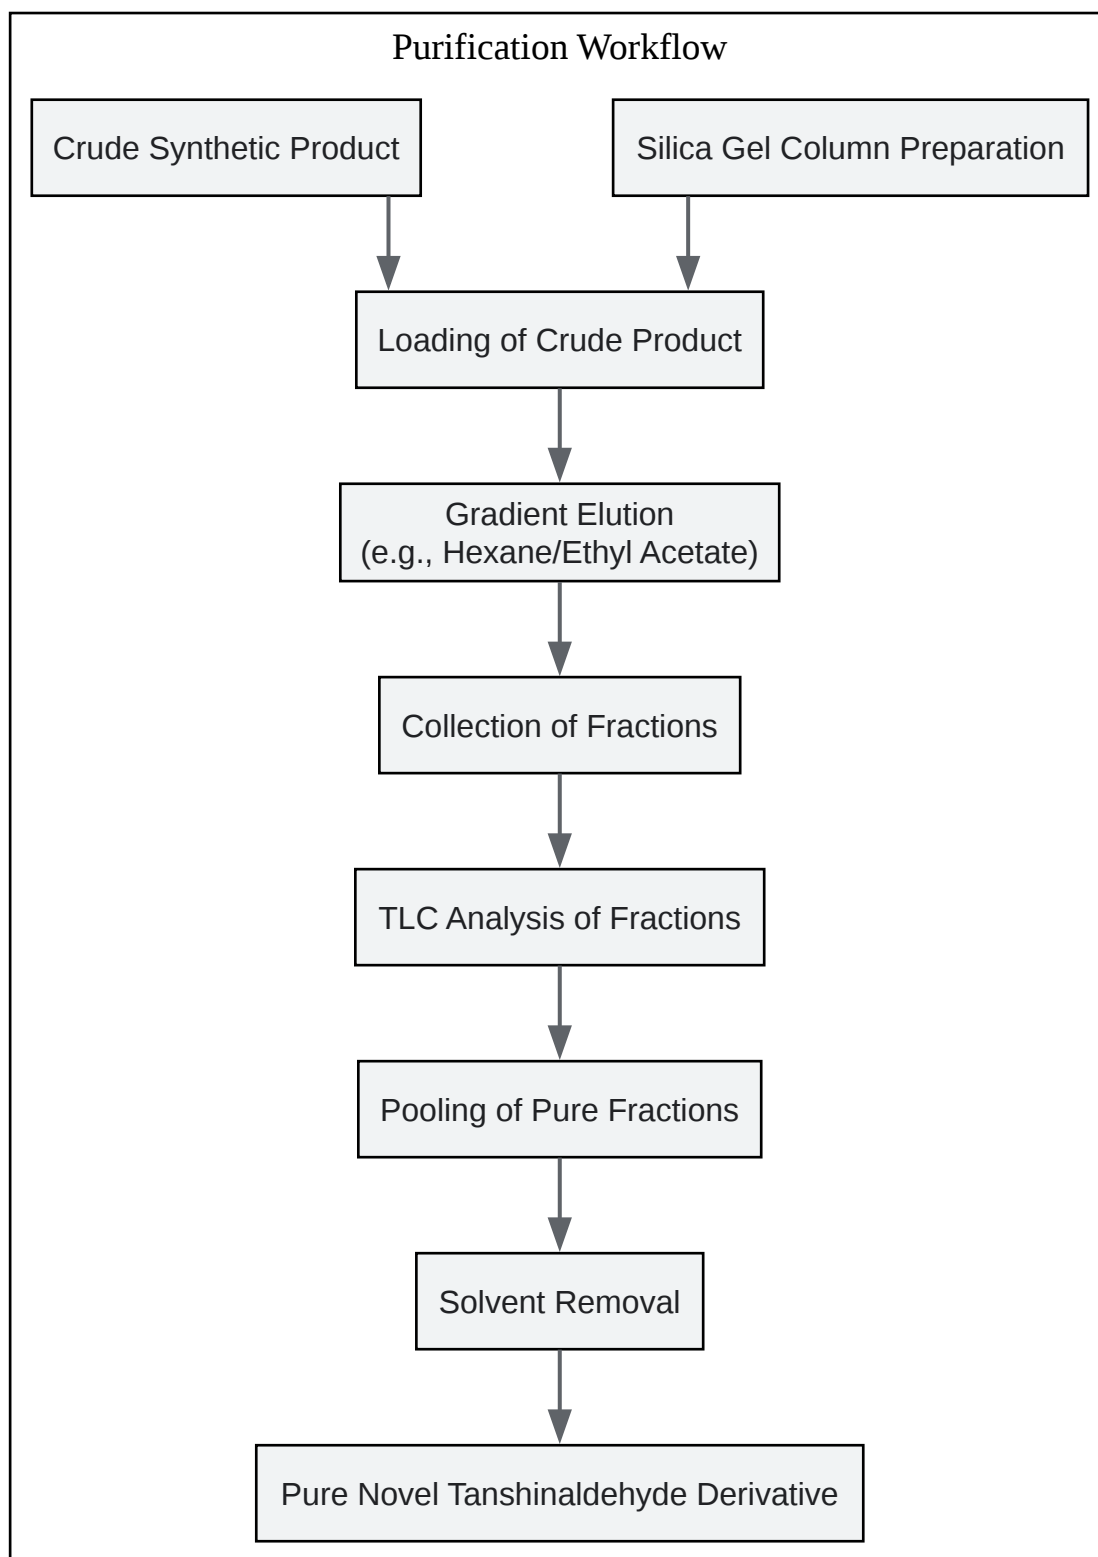 Purification Workflow
Crude Synthetic Product
Silica Gel Column Preparation
Loading of Crude Product
Gradient Elution
(e.g., Hexane/Ethyl Acetate)
Collection of Fractions
TLC Analysis of Fractions
Pooling of Pure Fractions
Solvent Removal
Pure Novel Tanshinaldehyde Derivative